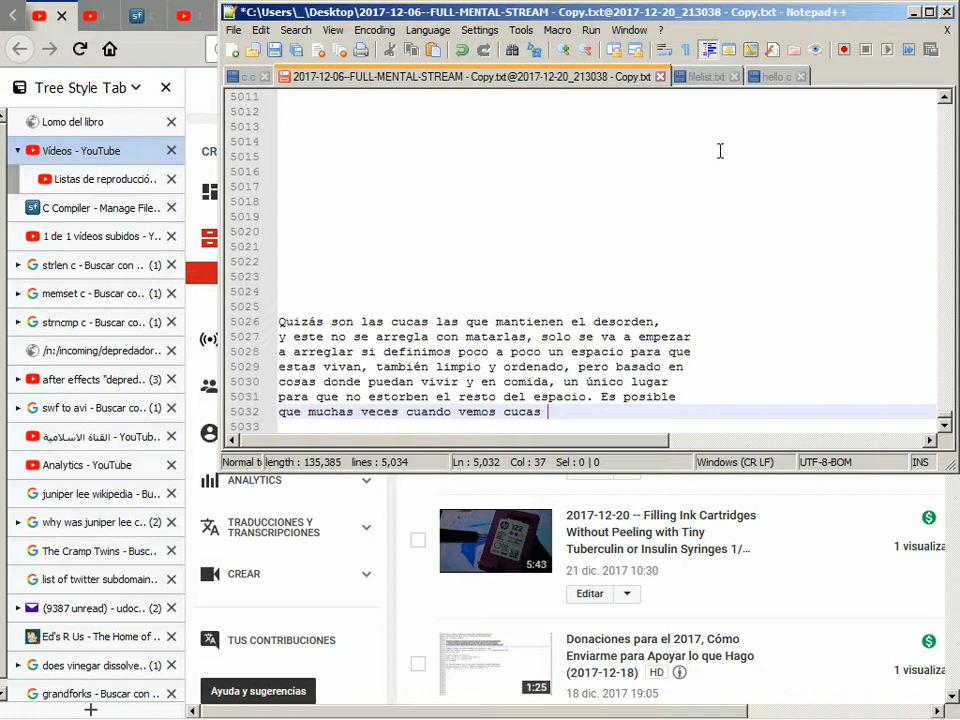 *C:\Users\_\Desktop\2017-12-06--FULL-MENTAL-STREAM - Copy.txt@2017-12-20_213038 - Copy.txt - Notepad++
File Edit Search View Encoding Language Settings Tools Macro Run Window ? X
c.c
2017-12-06--FULL-MENTAL-STREAM - Copy.txt@2017-12-20_213038 - Copy.txt
filelist.txt
hello.c
Tree Style Tab
Lomo del libro
Vídeos - YouTube
Listas de reproducció..
C Compiler - Manage File..
1 de 1 vídeos subidos - Y..
strlen c - Buscar con .. (1)
memset c - Buscar co.. (1)
strncmp c - Buscar co.. (1)
/n:/incoming/depredador..
after effects "depred.. (3)
swf to avi - Buscar co.. (1)
القناة الاسلامية - YouTub..
Analytics - YouTube
juniper lee wikipedia - Bu..
why was juniper lee c.. (2)
The Cramp Twins - Busca..
list of twitter subdomain..
(9387 unread) - udoc.. (2)
Ed's R Us - The Home of ..
does vinegar dissolve.. (1)
grandforks - Buscar con ..
CR
5011
5012
5013
5014
5015
5016
5017
5018
5019
5020
5021
5022
5023
5024
5025
5026 Quizás son las cucas las que mantienen el desorden,
5027 y este no se arregla con matarlas, solo se va a empezar
5028 a arreglar si definimos poco a poco un espacio para que
5029 estas vivan, también limpio y ordenado, pero basado en
5030 cosas donde puedan vivir y en comida, un único lugar
5031 para que no estorben el resto del espacio. Es posible
5032 que muchas veces cuando vemos cucas
5033
Normal t length : 135,385 lines : 5,034 Ln : 5,032 Col : 37 Sel : 0 | 0 Windows (CR LF) UTF-8-BOM INS
ANALYTICS
TRADUCCIONES Y
TRANSCRIPCIONES
CREAR
TUS CONTRIBUCIONES
Ayuda y sugerencias
122
5:43
2017-12-20 -- Filling Ink Cartridges
Without Peeling with Tiny
Tuberculin or Insulin Syringes 1/...
21 dic. 2017 10:30
Editar
1 visualiza
1:25
Donaciones para el 2017, Cómo
Enviarme para Apoyar lo que Hago
(2017-12-18) HD
18 dic. 2017 19:05
1 visualiza